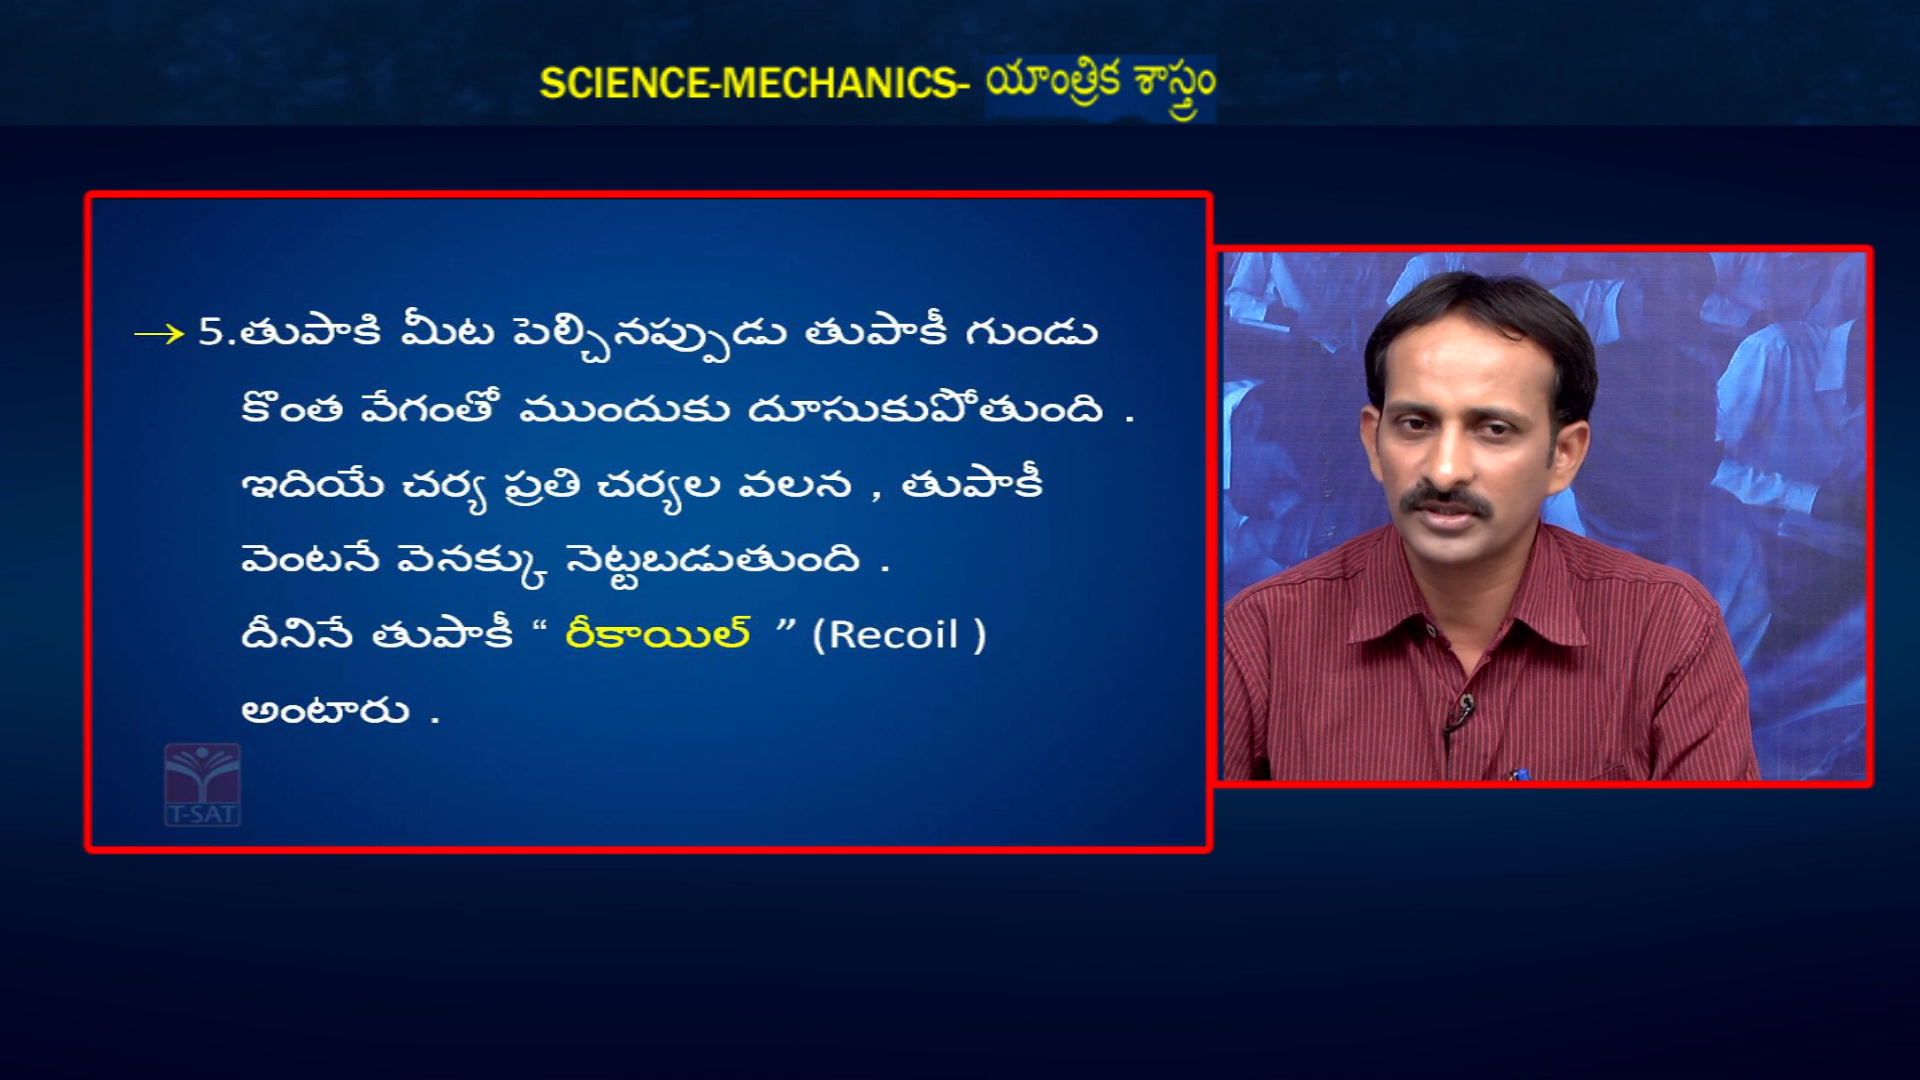 SCIENCE-MECHANICS- యాంత్రిక శాస్త్రం
→ 5.తుపాకి మీట పెల్చినప్పుడు తుపాకీ గుండు
కొంత వేగంతో ముందుకు దూసుకుపోతుంది .
ఇదియే చర్య ప్రతి చర్యల వలన , తుపాకీ
వెంటనే వెనక్కు నెట్టబడుతుంది .
దీనినే తుపాకీ “ రీకాయిల్ ” (Recoil )
అంటారు .
T-SAT